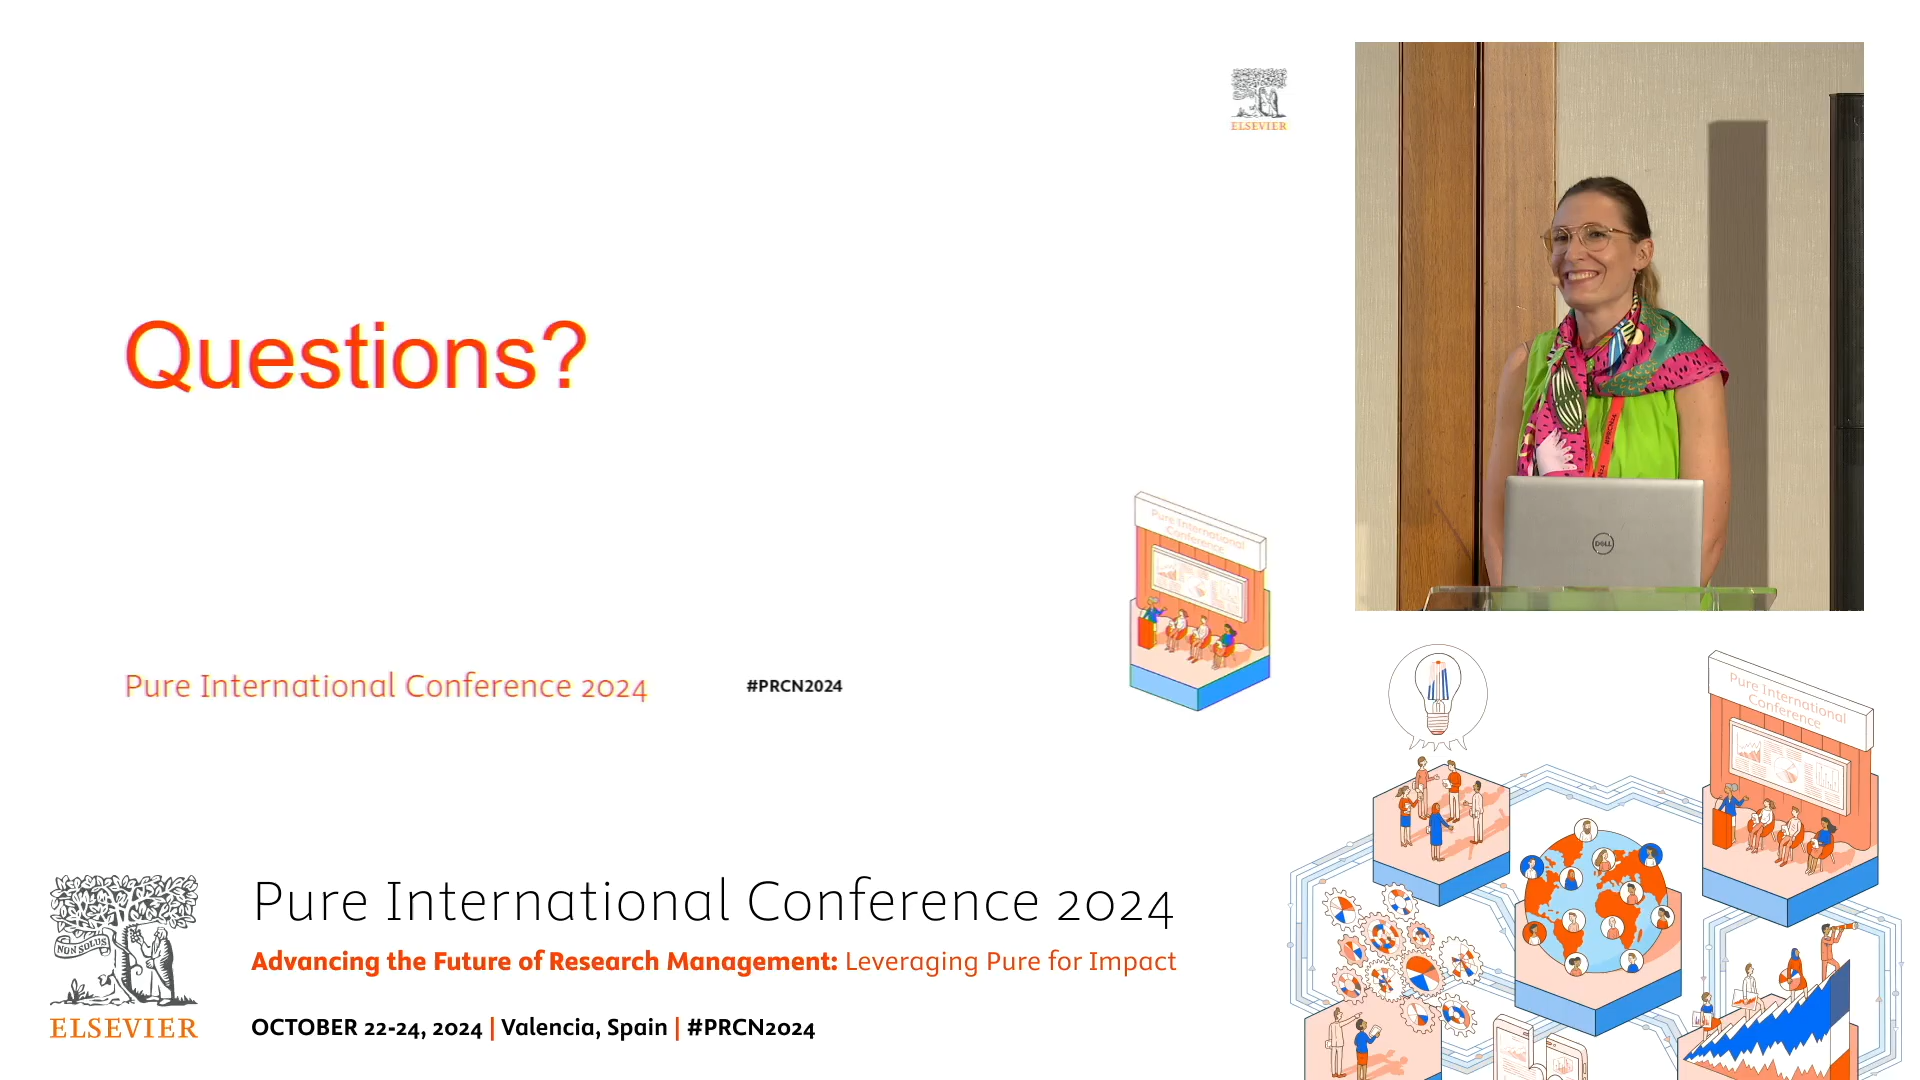 ELSEVIER
Questions?
Pure International
Conference
Pure International Conference 2024
#PRCN2024
DELL
Pure International
Conference
NON SOLUS
ELSEVIER
Pure International Conference 2024
Advancing the Future of Research Management: Leveraging Pure for Impact
OCTOBER 22-24, 2024 | Valencia, Spain | #PRCN2024